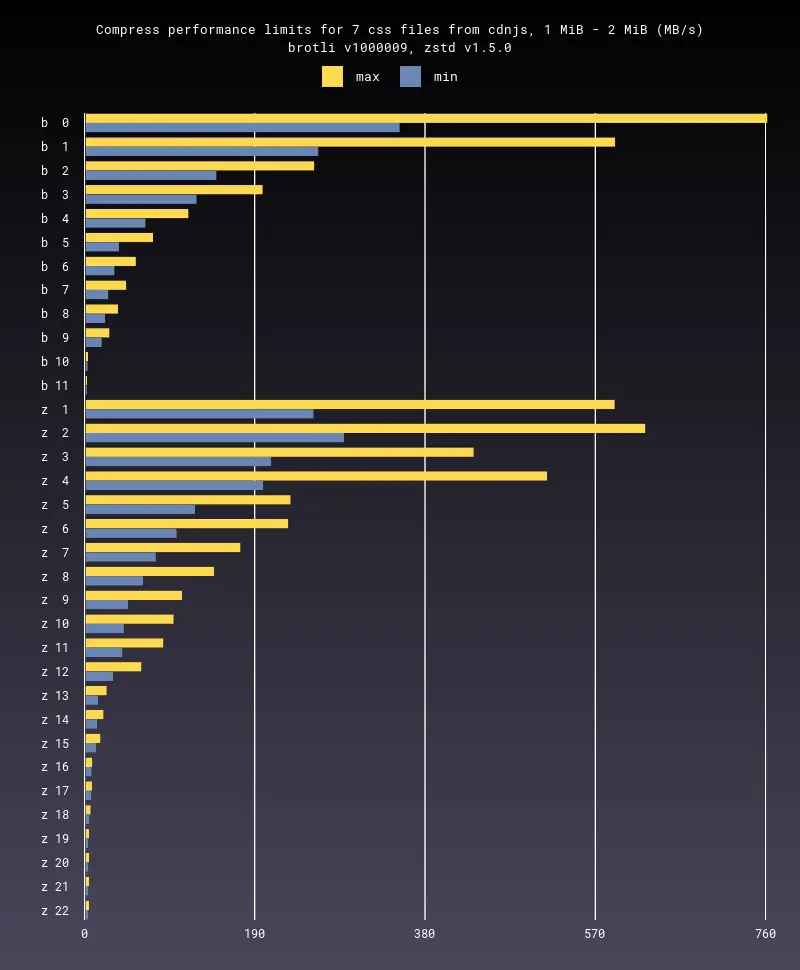 Compress performance limits for 7 css files from cdnjs, 1 MiB - 2 MiB (MB/s)
brotli v1000009, zstd v1.5.0
max min
b 0
b 1
b 2
b 3
b 4
b 5
b 6
b 7
b 8
b 9
b 10
b 11
z 1
z 2
z 3
z 4
z 5
z 6
z 7
z 8
z 9
z 10
z 11
z 12
z 13
z 14
z 15
z 16
z 17
z 18
z 19
z 20
z 21
z 22
0 190 380 570 760